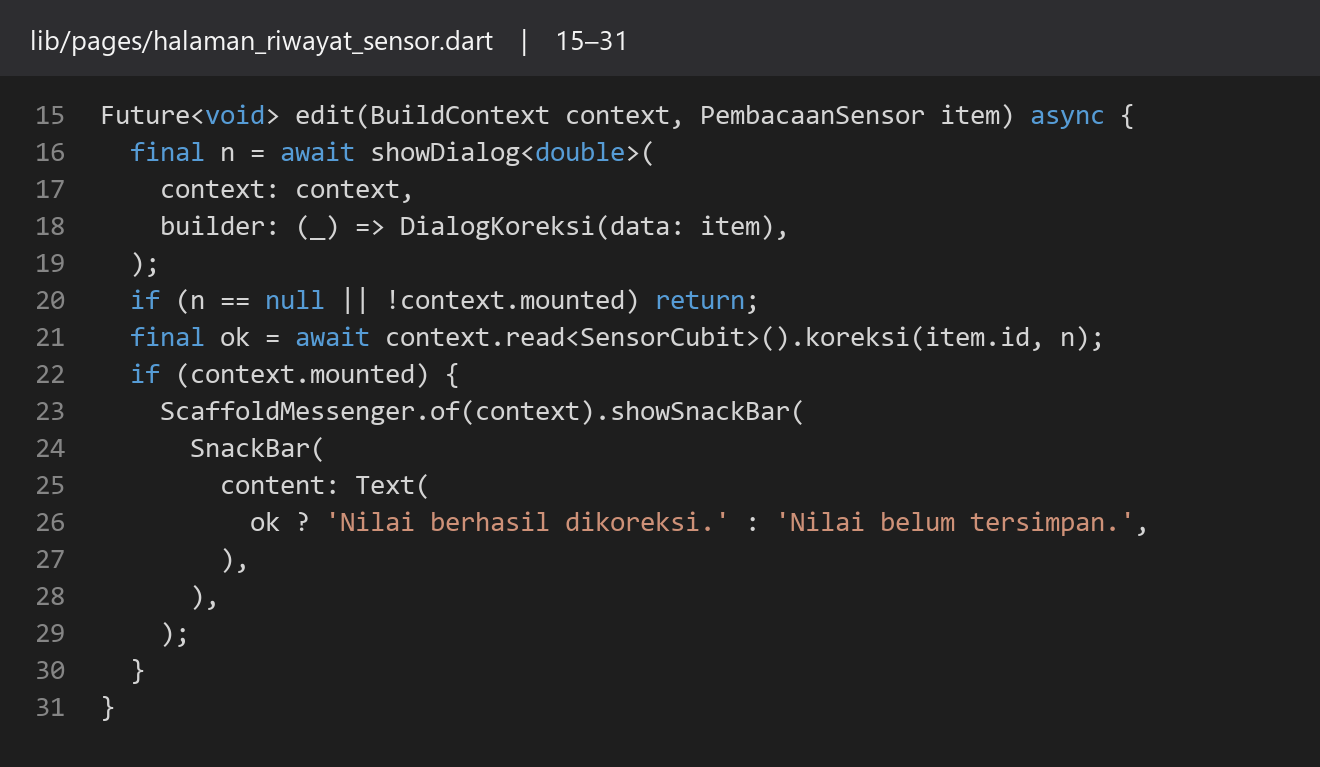 lib/pages/halaman_riwayat_sensor.dart | 15–31
15 Future<void> edit(BuildContext context, PembacaanSensor item) async {
16   final n = await showDialog<double>(
17     context: context,
18     builder: (_) => DialogKoreksi(data: item),
19   );
20   if (n == null || !context.mounted) return;
21   final ok = await context.read<SensorCubit>().koreksi(item.id, n);
22   if (context.mounted) {
23     ScaffoldMessenger.of(context).showSnackBar(
24       SnackBar(
25         content: Text(
26           ok ? 'Nilai berhasil dikoreksi.' : 'Nilai belum tersimpan.',
27         ),
28       ),
29     );
30   }
31 }